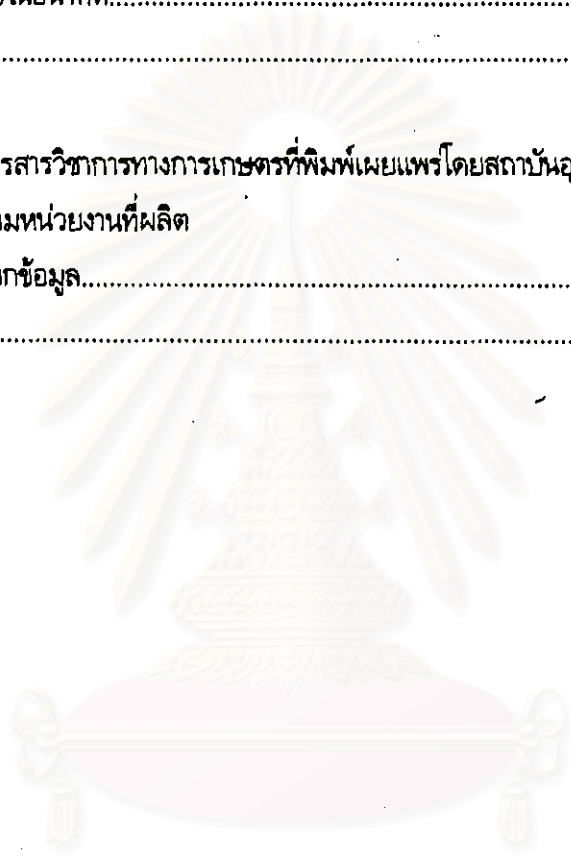 รสารวิชาการทางการเกษตรที่พิมพ์เผยแพร่โดยสถาบันอุ
มหน่วยงานที่ผลิต
กข้อมูล........................................................................
........................................................................